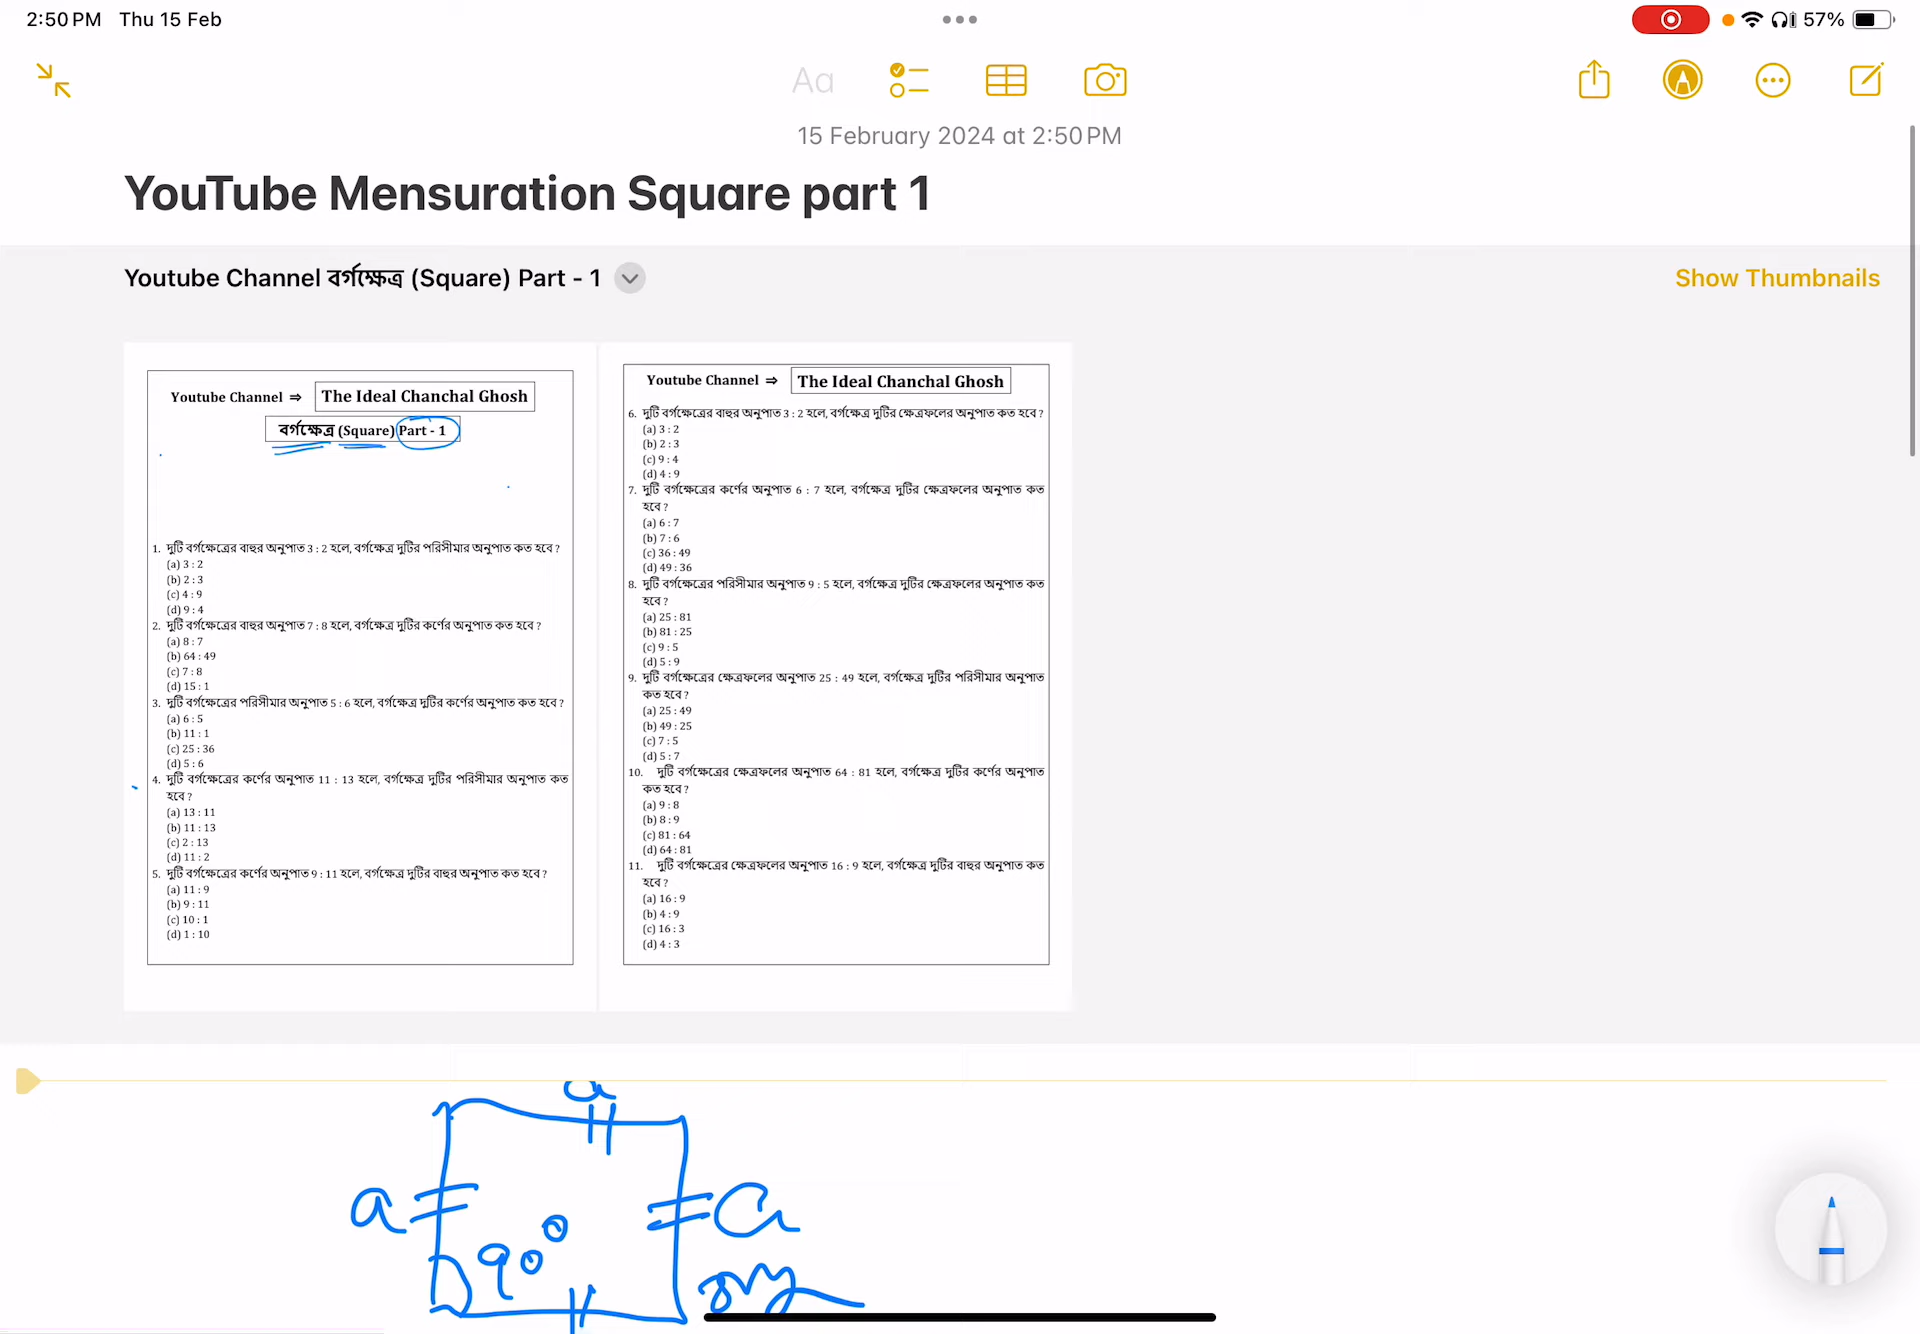 2:50 PM Thu 15 Feb
57%
Aa
15 February 2024 at 2:50 PM
YouTube Mensuration Square part 1
Youtube Channel বর্গক্ষেত্র (Square) Part - 1
Show Thumbnails
Youtube Channel ⇒ The Ideal Chanchal Ghosh
বর্গক্ষেত্র (Square) Part - 1
1. দুটি বর্গক্ষেত্রের বাহুর অনুপাত 3 : 2 হলে, বর্গক্ষেত্র দুটির পরিসীমার অনুপাত কত হবে ?
(a) 3 : 2
(b) 2 : 3
(c) 4 : 9
(d) 9 : 4
2. দুটি বর্গক্ষেত্রের বাহুর অনুপাত 7 : 8 হলে, বর্গক্ষেত্র দুটির কর্ণের অনুপাত কত হবে ?
(a) 8 : 7
(b) 64 : 49
(c) 7 : 8
(d) 15 : 1
3. দুটি বর্গক্ষেত্রের পরিসীমার অনুপাত 5 : 6 হলে, বর্গক্ষেত্র দুটির কর্ণের অনুপাত কত হবে ?
(a) 6 : 5
(b) 11 : 1
(c) 25 : 36
(d) 5 : 6
4. দুটি বর্গক্ষেত্রের কর্ণের অনুপাত 11 : 13 হলে, বর্গক্ষেত্র দুটির পরিসীমার অনুপাত কত
হবে ?
(a) 13 : 11
(b) 11 : 13
(c) 2 : 13
(d) 11 : 2
5. দুটি বর্গক্ষেত্রের কর্ণের অনুপাত 9 : 11 হলে, বর্গক্ষেত্র দুটির বাহুর অনুপাত কত হবে ?
(a) 11 : 9
(b) 9 : 11
(c) 10 : 1
(d) 1 : 10
Youtube Channel ⇒ The Ideal Chanchal Ghosh
6. দুটি বর্গক্ষেত্রের বাহুর অনুপাত 3 : 2 হলে, বর্গক্ষেত্র দুটির ক্ষেত্রফলের অনুপাত কত হবে ?
(a) 3 : 2
(b) 2 : 3
(c) 9 : 4
(d) 4 : 9
7. দুটি বর্গক্ষেত্রের কর্ণের অনুপাত 6 : 7 হলে, বর্গক্ষেত্র দুটির ক্ষেত্রফলের অনুপাত কত
হবে ?
(a) 6 : 7
(b) 7 : 6
(c) 36 : 49
(d) 49 : 36
8. দুটি বর্গক্ষেত্রের পরিসীমার অনুপাত 9 : 5 হলে, বর্গক্ষেত্র দুটির ক্ষেত্রফলের অনুপাত কত
হবে ?
(a) 25 : 81
(b) 81 : 25
(c) 9 : 5
(d) 5 : 9
9. দুটি বর্গক্ষেত্রের ক্ষেত্রফলের অনুপাত 25 : 49 হলে, বর্গক্ষেত্র দুটির পরিসীমার অনুপাত
কত হবে ?
(a) 25 : 49
(b) 49 : 25
(c) 7 : 5
(d) 5 : 7
10. দুটি বর্গক্ষেত্রের ক্ষেত্রফলের অনুপাত 64 : 81 হলে, বর্গক্ষেত্র দুটির কর্ণের অনুপাত
কত হবে ?
(a) 9 : 8
(b) 8 : 9
(c) 81 : 64
(d) 64 : 81
11. দুটি বর্গক্ষেত্রের ক্ষেত্রফলের অনুপাত 16 : 9 হলে, বর্গক্ষেত্র দুটির বাহুর অনুপাত কত
হবে ?
(a) 16 : 9
(b) 4 : 9
(c) 16 : 3
(d) 4 : 3
a
a a
90°